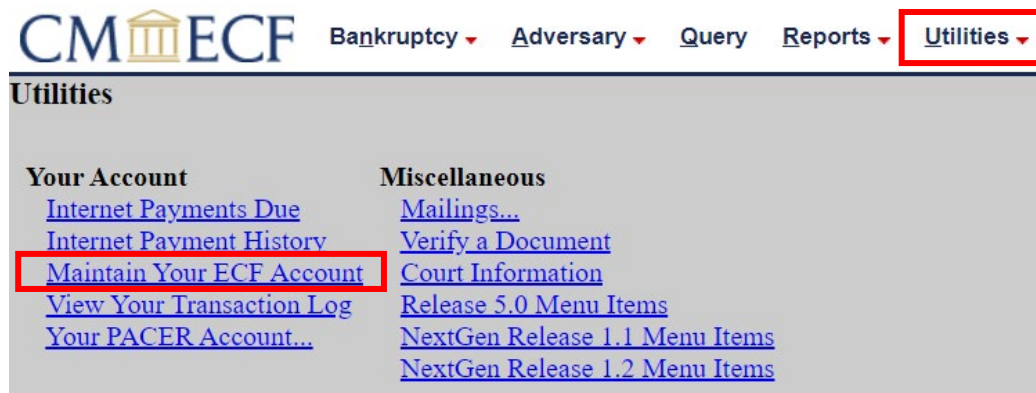 CM ECF Bankruptcy Adversary Query Reports Utilities
Utilities
Your Account
Internet Payments Due
Internet Payment History
Maintain Your ECF Account
View Your Transaction Log
Your PACER Account...
Miscellaneous
Mailings...
Verify a Document
Court Information
Release 5.0 Menu Items
NextGen Release 1.1 Menu Items
NextGen Release 1.2 Menu Items